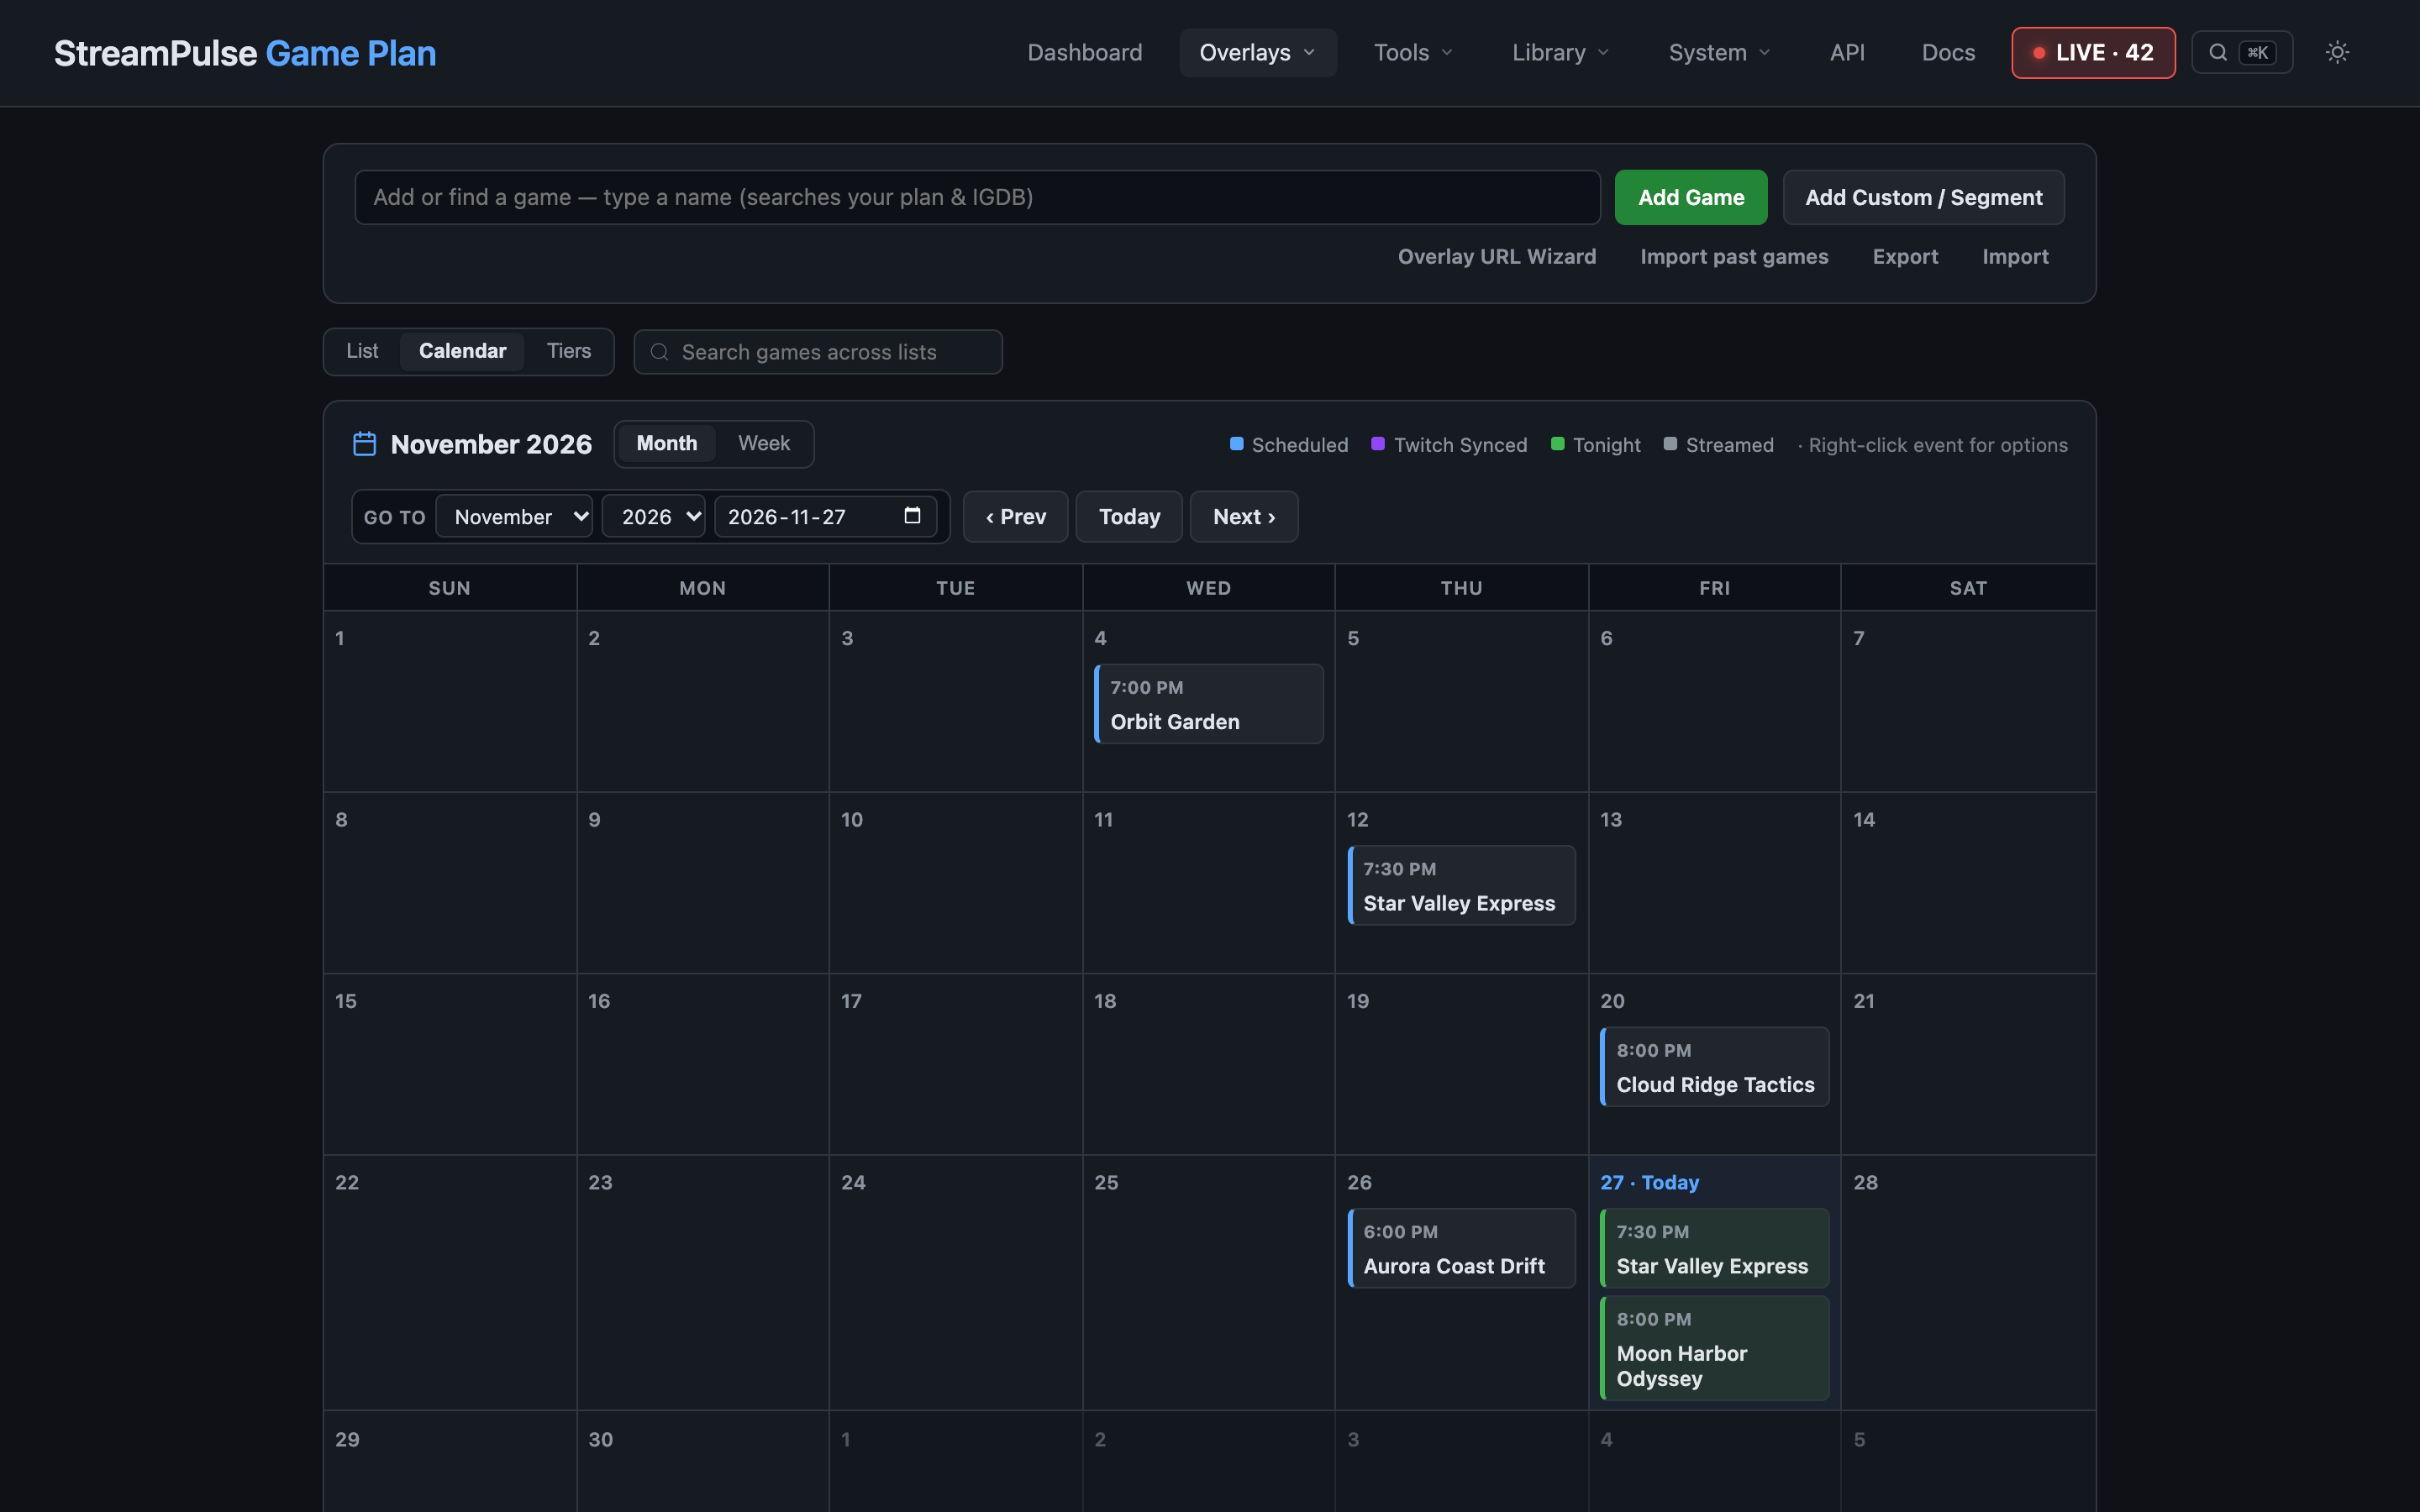 StreamPulse Game Plan
Dashboard
Overlays
Tools
Library
System
API
Docs
LIVE · 42
⌘K
Add or find a game — type a name (searches your plan & IGDB)
Add Game
Add Custom / Segment
Overlay URL Wizard
Import past games
Export
Import
List
Calendar
Tiers
Search games across lists
November 2026
Month
Week
Scheduled
Twitch Synced
Tonight
Streamed
· Right-click event for options
GO TO
November
2026
2026-11-27
‹ Prev
Today
Next ›
SUN
MON
TUE
WED
THU
FRI
SAT
1
2
3
4
7:00 PM
Orbit Garden
5
6
7
8
9
10
11
12
7:30 PM
Star Valley Express
13
14
15
16
17
18
19
20
8:00 PM
Cloud Ridge Tactics
21
22
23
24
25
26
6:00 PM
Aurora Coast Drift
27 · Today
7:30 PM
Star Valley Express
8:00 PM
Moon Harbor
Odyssey
28
29
30
1
2
3
4
5